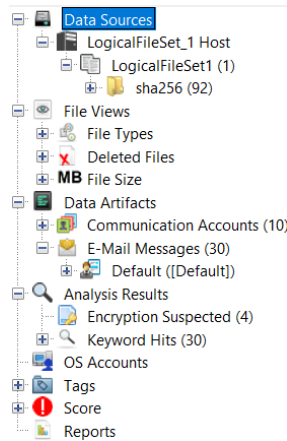 Data Sources
LogicalFileSet_1 Host
LogicalFileSet1 (1)
sha256 (92)
File Views
File Types
Deleted Files
MB File Size
Data Artifacts
Communication Accounts (10)
E-Mail Messages (30)
Default ([Default])
Analysis Results
Encryption Suspected (4)
Keyword Hits (30)
OS Accounts
Tags
Score
Reports